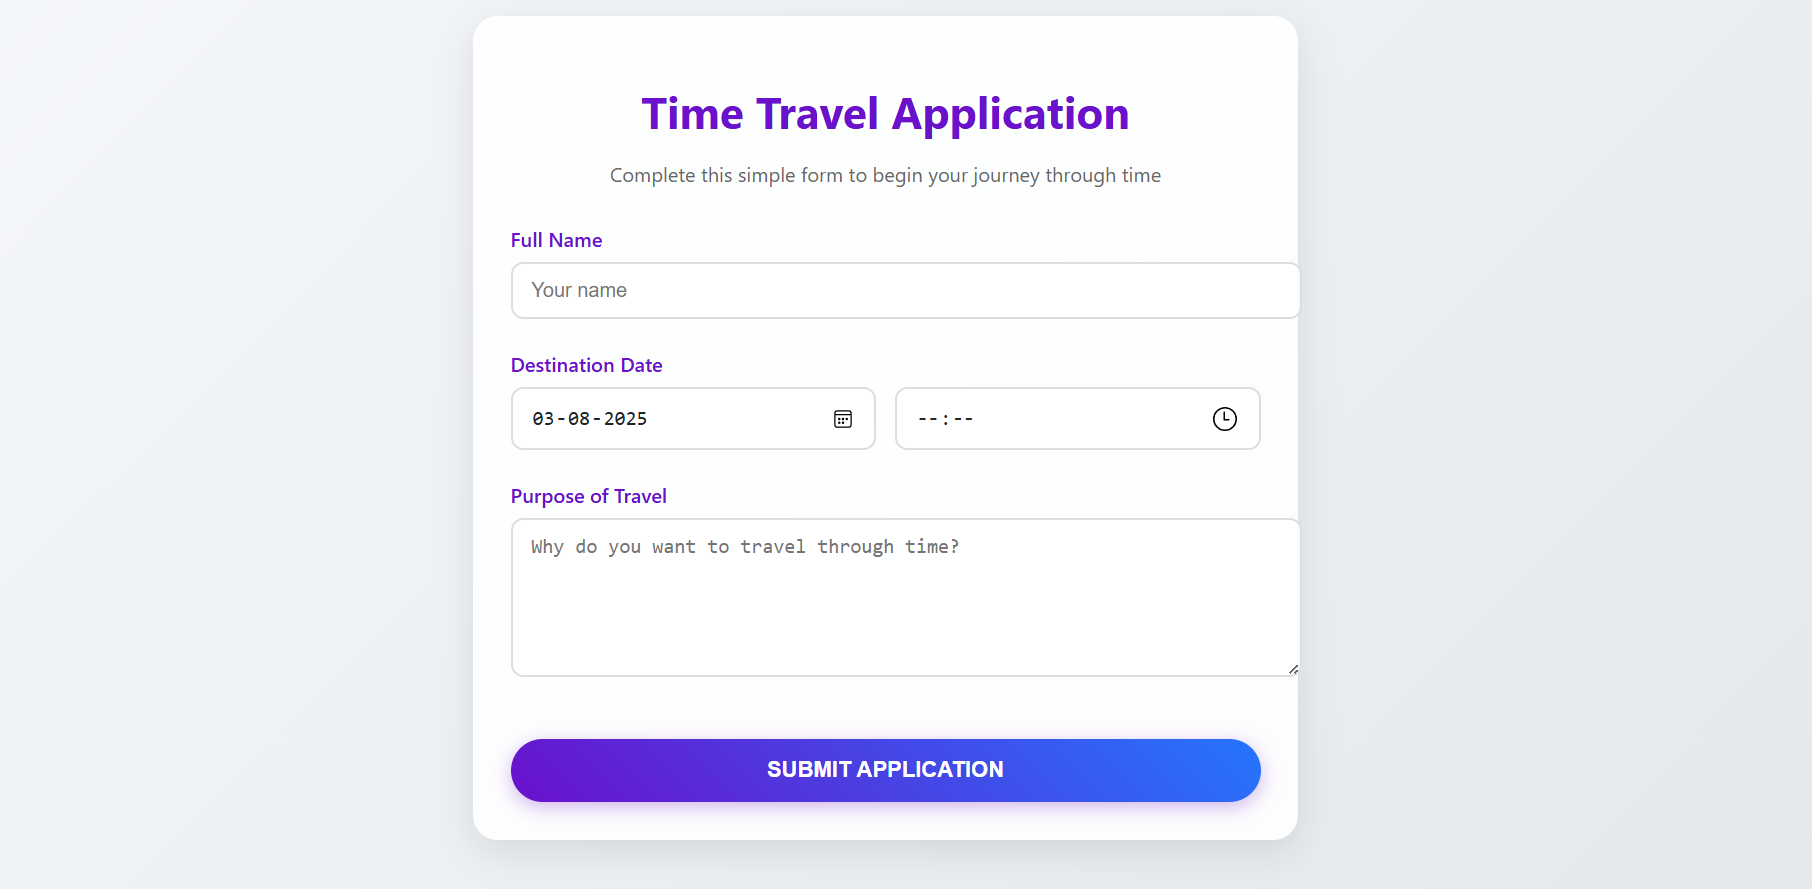 Time Travel Application
Complete this simple form to begin your journey through time
Full Name
Your name
Destination Date
03-08-2025 --:--
Purpose of Travel
Why do you want to travel through time?
SUBMIT APPLICATION